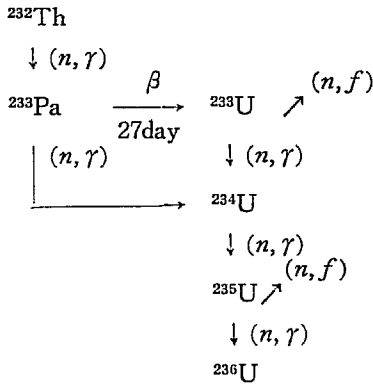 ²³²Th
↓ (n, γ)
²³³Pa β 27day ²³³U ↗ (n, f)
(n, γ) ↓ (n, γ)
²³⁴U
↓ (n, γ)
²³⁵U ↗ (n, f)
↓ (n, γ)
²³⁶U